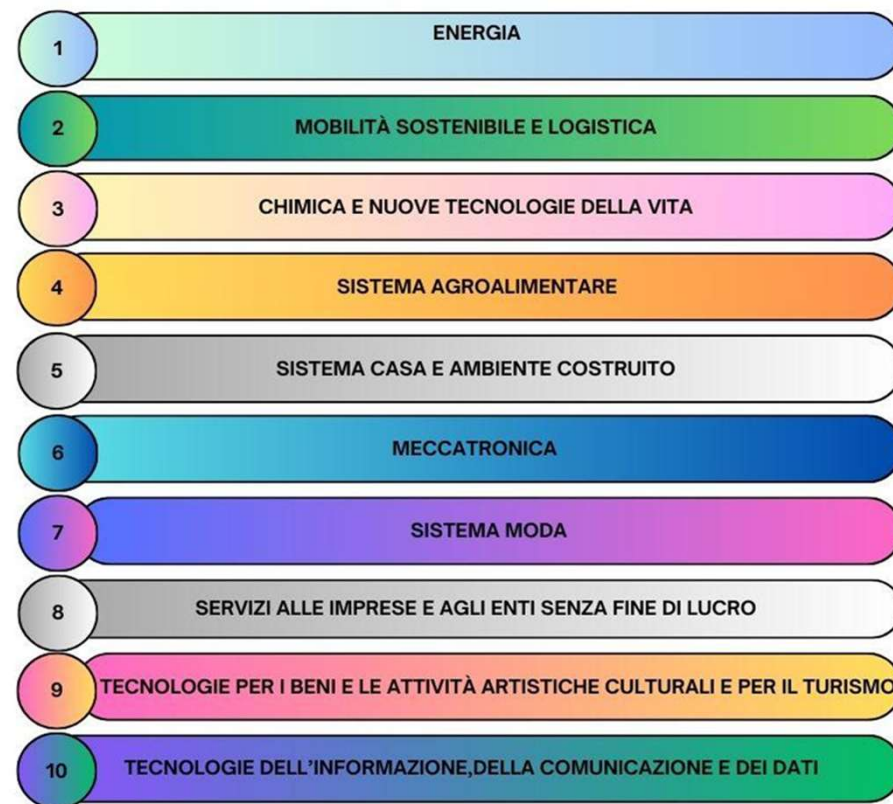 1 ENERGIA
2 MOBILITÀ SOSTENIBILE E LOGISTICA
3 CHIMICA E NUOVE TECNOLOGIE DELLA VITA
4 SISTEMA AGROALIMENTARE
5 SISTEMA CASA E AMBIENTE COSTRUITO
6 MECCATRONICA
7 SISTEMA MODA
8 SERVIZI ALLE IMPRESE E AGLI ENTI SENZA FINE DI LUCRO
9 TECNOLOGIE PER I BENI E LE ATTIVITÀ ARTISTICHE CULTURALI E PER IL TURISMO
10 TECNOLOGIE DELL'INFORMAZIONE,DELLA COMUNICAZIONE E DEI DATI